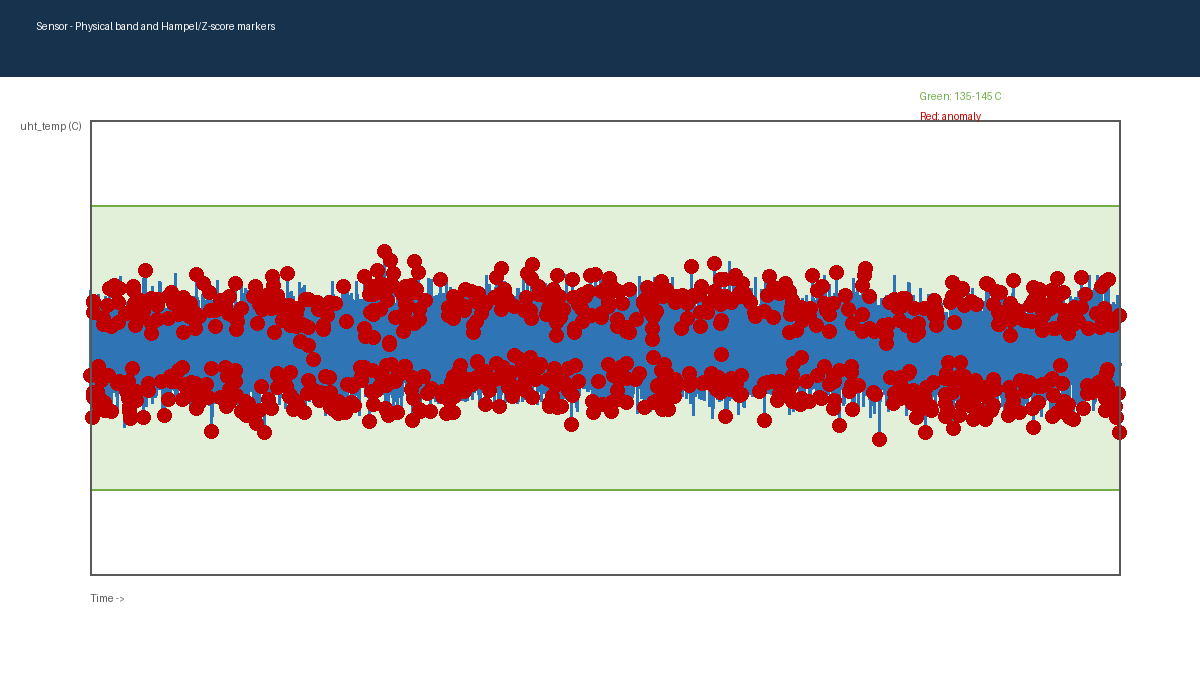 Sensor - Physical band and Hampel/Z-score markers
Green: 135-145 C
Red: anomaly
uht_temp (C)
Time ->